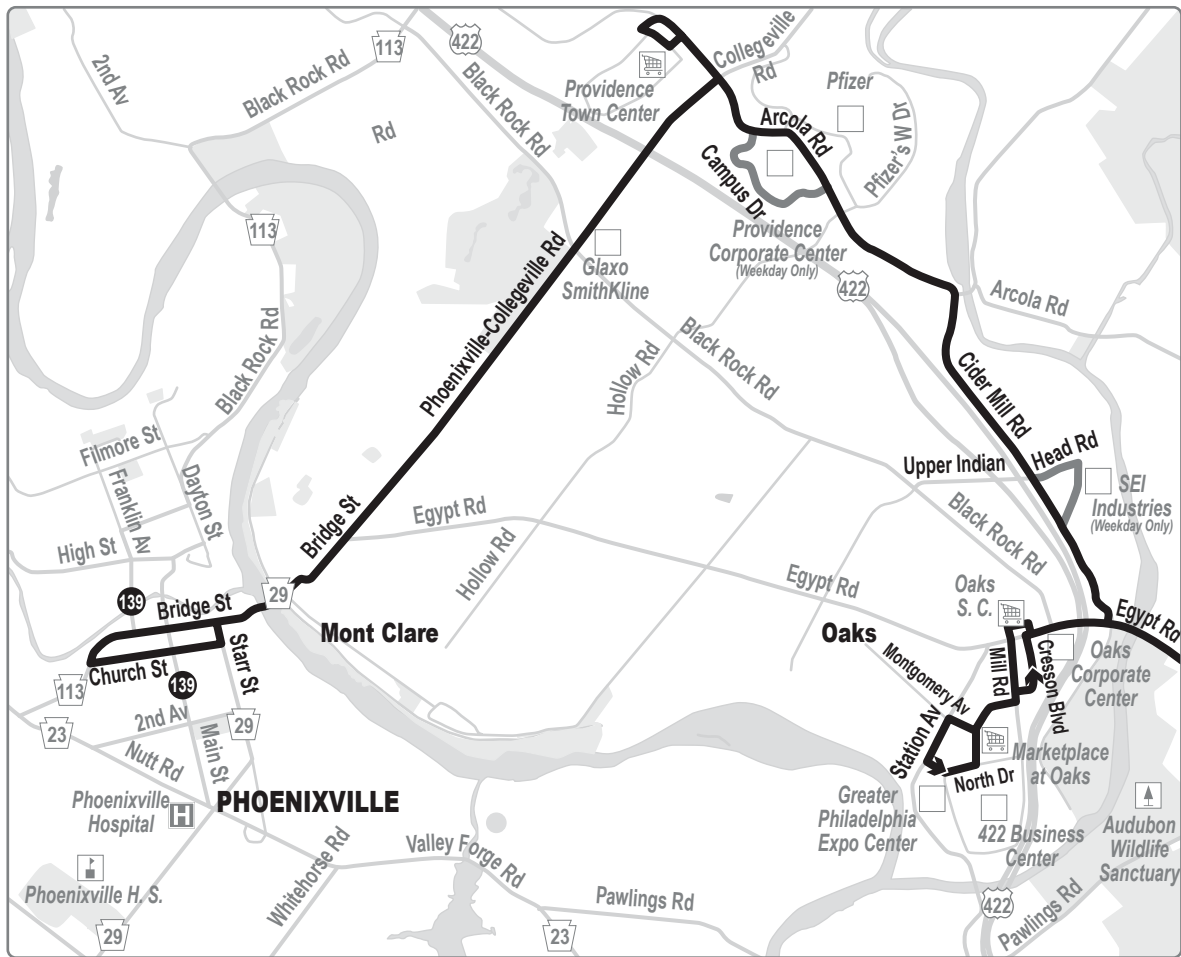 2nd Av
Black Rock Rd
113
422
Black Rock Rd
Collegeville
Rd
Providence
Town Center
Pfizer
Rd
Arcola Rd
Pfizer's W Dr
Campus Dr
Providence
Corporate Center
(Weekday Only)
113
Glaxo
SmithKline
422
Arcola Rd
Phoenixville-Collegeville Rd
Black Rock Rd
Black Rock Rd
Hollow Rd
Cider Mill Rd
Filmore St
Franklin Av
Dayton St
Upper Indian
Head Rd
SEI
Industries
(Weekday Only)
Bridge St
Egypt Rd
Black Rock Rd
High St
Hollow Rd
Egypt Rd
Oaks
S. C.
29
139
Bridge St
Mont Clare
Oaks
Egypt Rd
Starr St
Church St
139
113
Montgomery Av
Mill Rd
Cresson Blvd
Oaks
Corporate
Center
2nd Av
29
23
Main St
Nutt Rd
Station Av
Marketplace
at Oaks
North Dr
Phoenixville
Hospital
H
PHOENIXVILLE
Greater
Philadelphia
Expo Center
422 Business
Center
Audubon
Wildlife
Sanctuary
Valley Forge Rd
Whitehorse Rd
Phoenixville H. S.
Pawlings Rd
422
Pawlings Rd
29
23